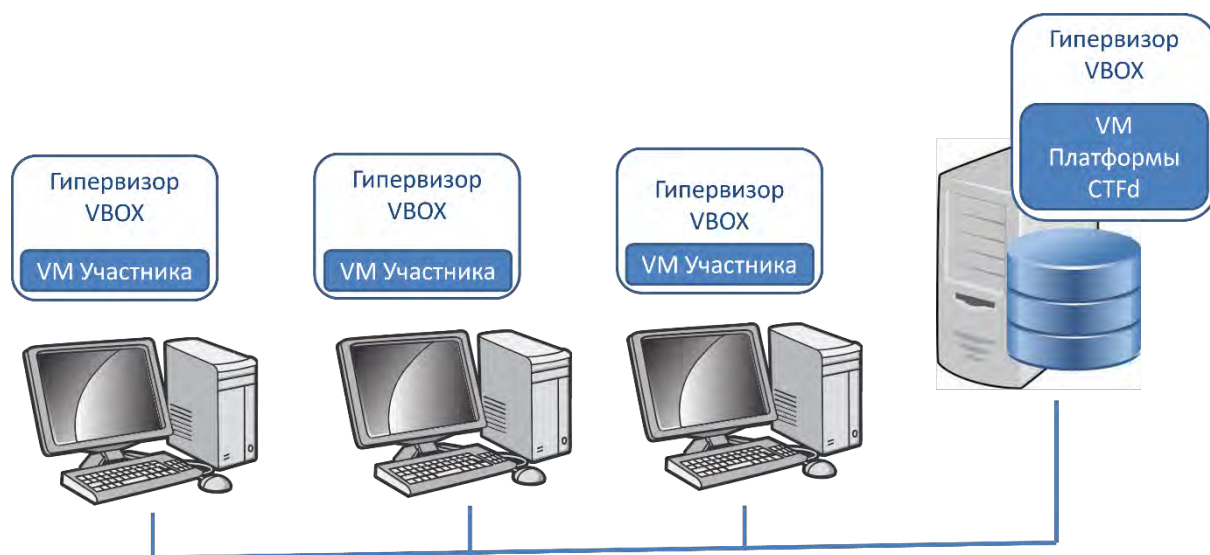 Гипервизор
VBOX
VM
Платформы
CTFd
Гипервизор
VBOX
VM Участника
Гипервизор
VBOX
VM Участника
Гипервизор
VBOX
VM Участника